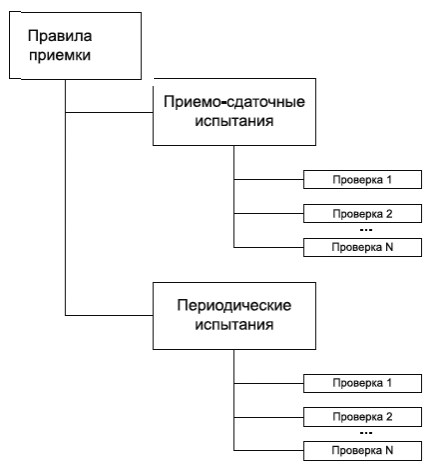 Правила
приемки
Приемо-сдаточные
испытания
Проверка 1
Проверка 2
...
Проверка N
Периодические
испытания
Проверка 1
Проверка 2
...
Проверка N